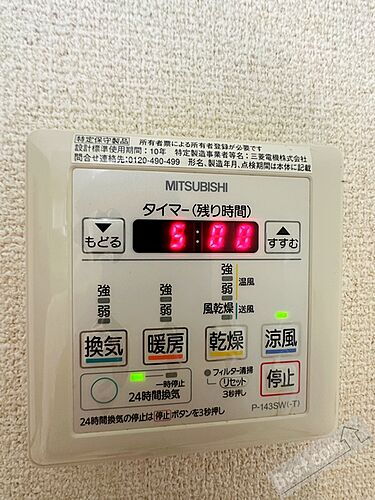 特定保守製品 所有者票による所有者登録が必要です
設計標準使用期間：10年 特定製造事業者等名：三菱電機株式会社
問合せ連絡先：0120-490-499 形名、製造年月、点検期間は本体に記載
MITSUBISHI
タイマー(残り時間)
▼ もどる 5:00 ▲ すすむ
強 温風
弱
強 強 風乾燥 送風
弱 弱
換気 暖房 乾燥 涼風
一時停止
24時間換気
フィルター清掃
リセット
3秒押し
停止
24時間換気の停止は停止ボタンを3秒押し
P-143SW(-T)